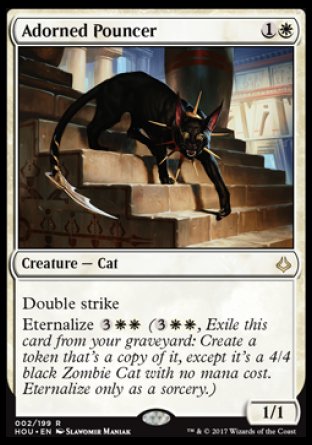 Adorned Pouncer 1
Creature — Cat
Double strike
Eternalize 3 (3, Exile this
card from your graveyard: Create a
token that's a copy of it, except it's a 4/4
black Zombie Cat with no mana cost.
Eternalize only as a sorcery.)
1/1
002/199 R
HOU • EN Slawomir Maniak
™ & © 2017 Wizards of the Coast